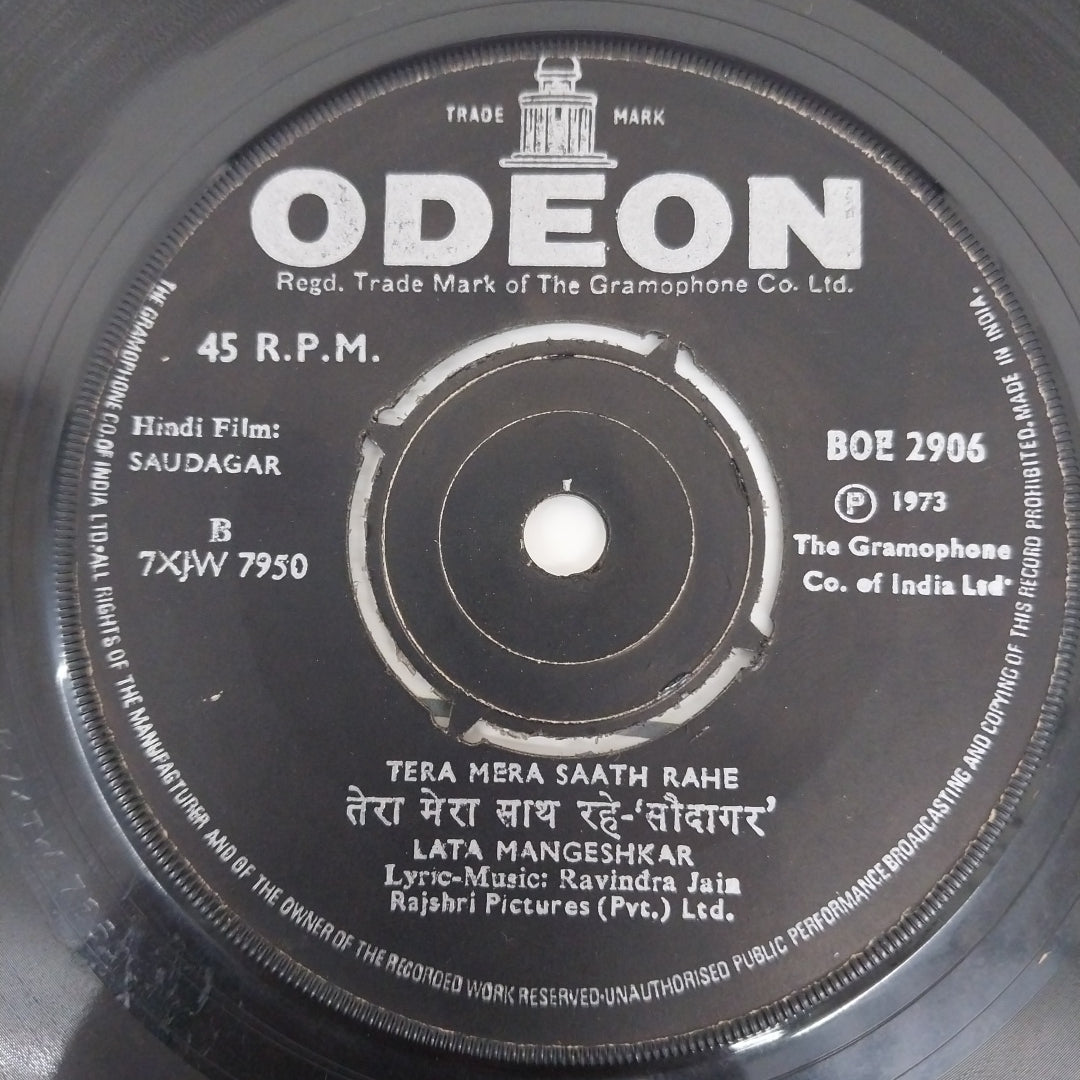 TRADE MARK
ODEON
Regd. Trade Mark of The Gramophone Co. Ltd.
45 R.P.M.
Hindi Film:
SAUDAGAR
B
7XJW 7950
BOE 2906
Ⓟ 1973
The Gramophone
Co. of India Ltd.
TERA MERA SAATH RAHE
तेरा मेरा साथ रहे-‘सौदागर’
LATA MANGESHKAR
Lyric-Music: Ravindra Jain
Rajshri Pictures (Pvt.) Ltd.
THE GRAMOPHONE CO. OF INDIA LTD. ALL RIGHTS OF THE MANUFACTURER AND OF THE OWNER OF THE RECORDED WORK RESERVED·UNAUTHORISED PUBLIC PERFORMANCE BROADCASTING AND COPYING OF THIS RECORD PROHIBITED. MADE IN INDIA.